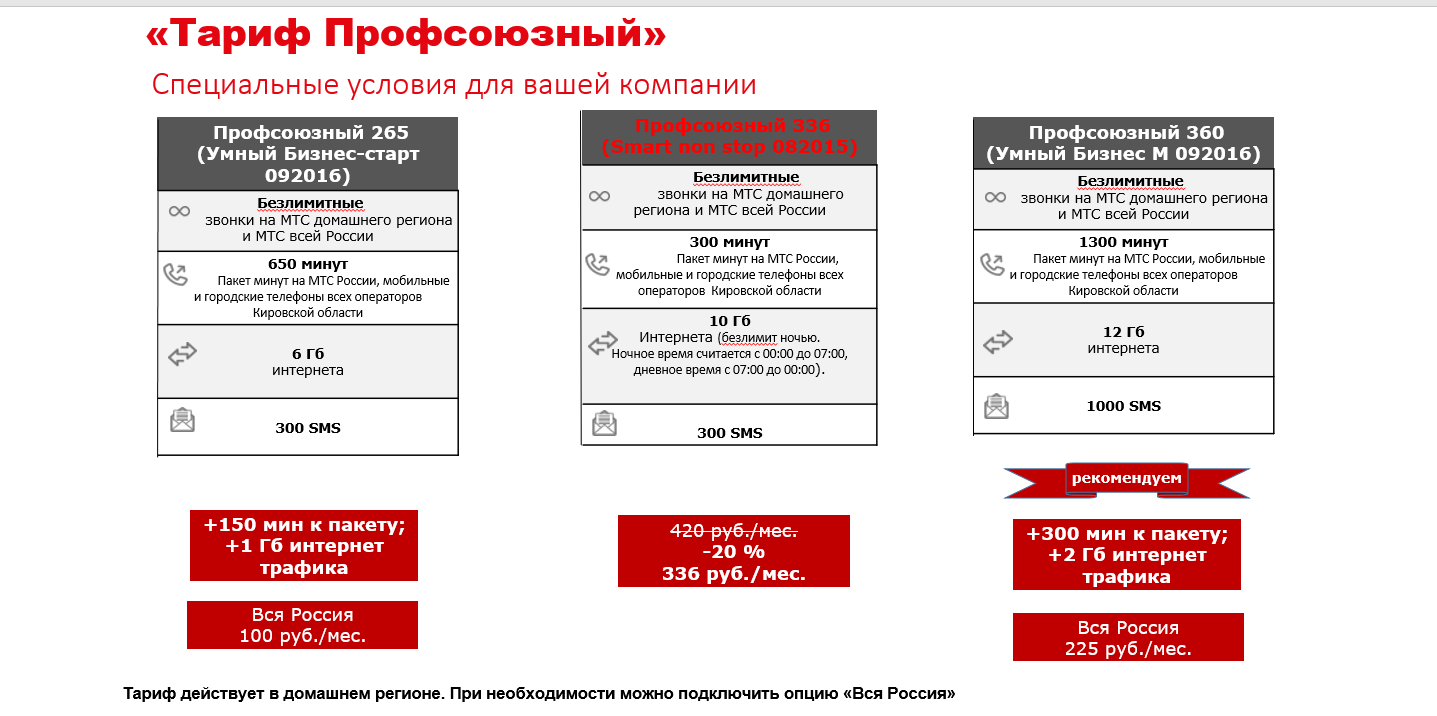 «Тариф Профсоюзный»
Специальные условия для вашей компании
Профсоюзный 265
(Умный Бизнес-старт
092016)
Безлимитные
звонки на МТС домашнего региона
и МТС всей России
650 минут
Пакет минут на МТС России, мобильные
и городские телефоны всех операторов
Кировской области
6 Гб
интернета
300 SMS
+150 мин к пакету;
+1 Гб интернет
трафика
Вся Россия
100 руб./мес.
Профсоюзный 336
(Smart non stop 082015)
Безлимитные
звонки на МТС домашнего
региона и МТС всей России
300 минут
Пакет минут на МТС России,
мобильные и городские телефоны всех
операторов Кировской области
10 Гб
Интернета (безлимит ночью.
Ночное время считается с 00:00 до 07:00,
дневное время с 07:00 до 00:00).
300 SMS
420 руб./мес.
-20 %
336 руб./мес.
Профсоюзный 360
(Умный Бизнес М 092016)
Безлимитные
звонки на МТС домашнего региона
и МТС всей России
1300 минут
Пакет минут на МТС России, мобильные
и городские телефоны всех операторов
Кировской области
12 Гб
интернета
1000 SMS
рекомендуем
+300 мин к пакету;
+2 Гб интернет
трафика
Вся Россия
225 руб./мес.
Тариф действует в домашнем регионе. При необходимости можно подключить опцию «Вся Россия»